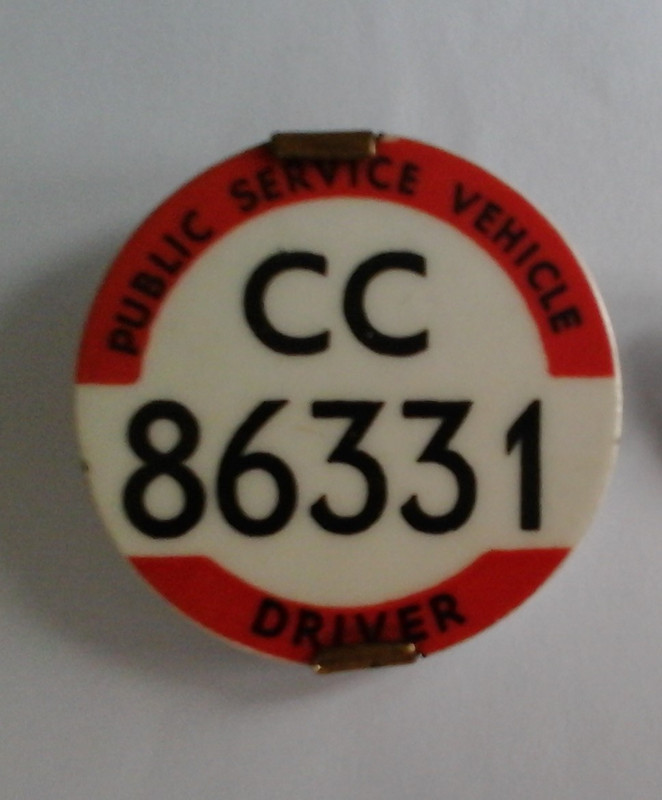 PUBLIC SERVICE VEHICLE
CC
86331
DRIVER